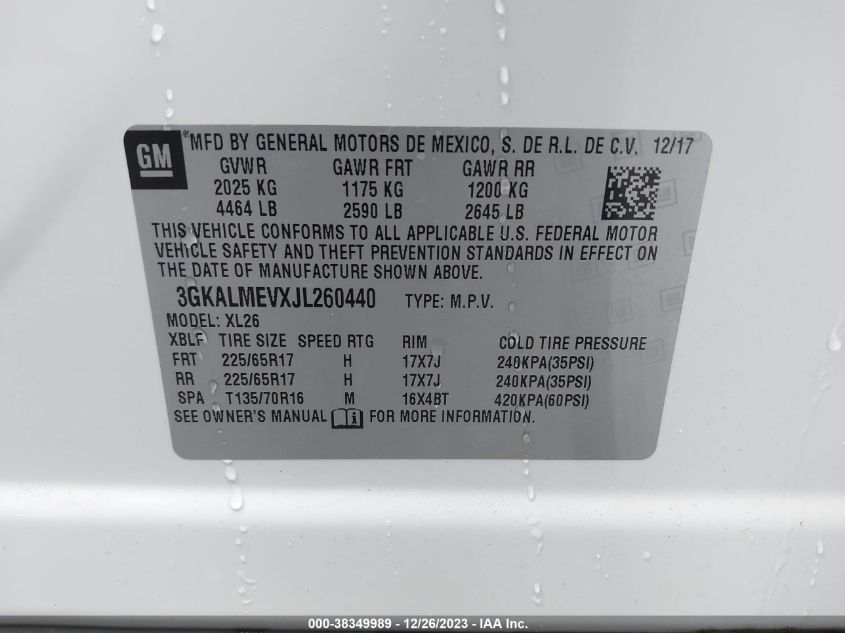 GM
®MFD BY GENERAL MOTORS DE MEXICO, S. DE R.L. DE C.V. 12/17
GVWR GAWR FRT GAWR RR
2025 KG 1175 KG 1200 KG
4464 LB 2590 LB 2645 LB
THIS VEHICLE CONFORMS TO ALL APPLICABLE U.S. FEDERAL MOTOR
VEHICLE SAFETY AND THEFT PREVENTION STANDARDS IN EFFECT ON
THE DATE OF MANUFACTURE SHOWN ABOVE.
3GKALMEVXJL260440 TYPE: M.P.V.
MODEL: XL26
XBLF TIRE SIZE SPEED RTG RIM COLD TIRE PRESSURE
FRT 225/65R17 H 17X7J 240KPA(35PSI)
RR 225/65R17 H 17X7J 240KPA(35PSI)
SPA T135/70R16 M 16X4BT 420KPA(60PSI)
SEE OWNER'S MANUAL i FOR MORE INFORMATION.
000-38349989 - 12/26/2023 - IAA Inc.